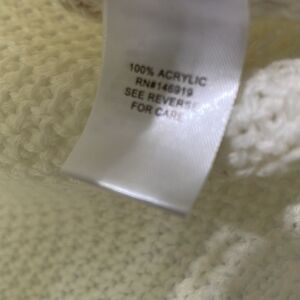 100% ACRYLIC
RN#146919
SEE REVERSE
FOR CARE